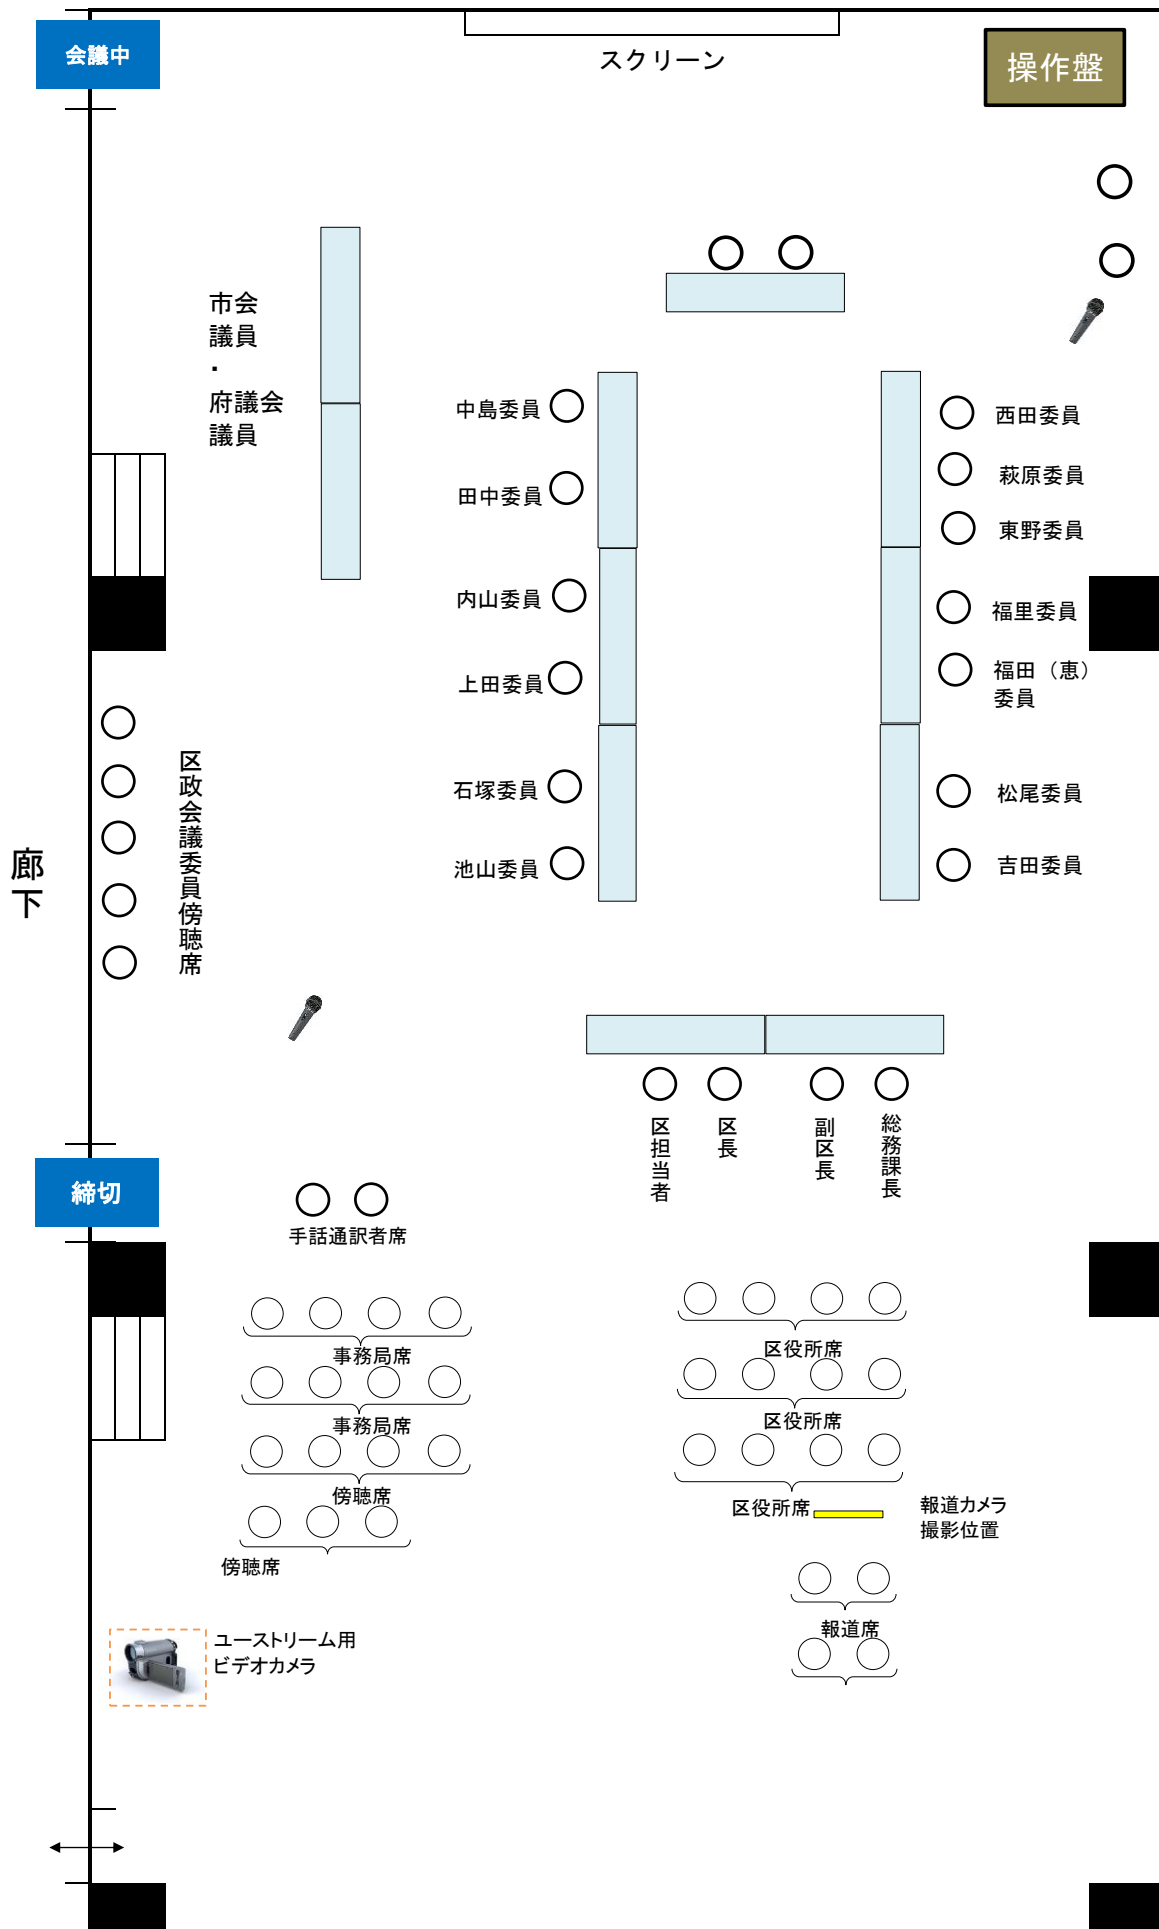 会議中
スクリーン
操作盤
市会
議員
・
府議会
議員
中島委員
西田委員
萩原委員
田中委員
東野委員
内山委員
福里委員
上田委員
福田（恵）
委員
石塚委員
松尾委員
池山委員
吉田委員
区政会議委員傍聴席
廊下
区担当者
区長
副区長
総務課長
締切
手話通訳者席
事務局席
区役所席
事務局席
区役所席
傍聴席
区役所席
報道カメラ
撮影位置
傍聴席
報道席
ユーストリーム用
ビデオカメラ